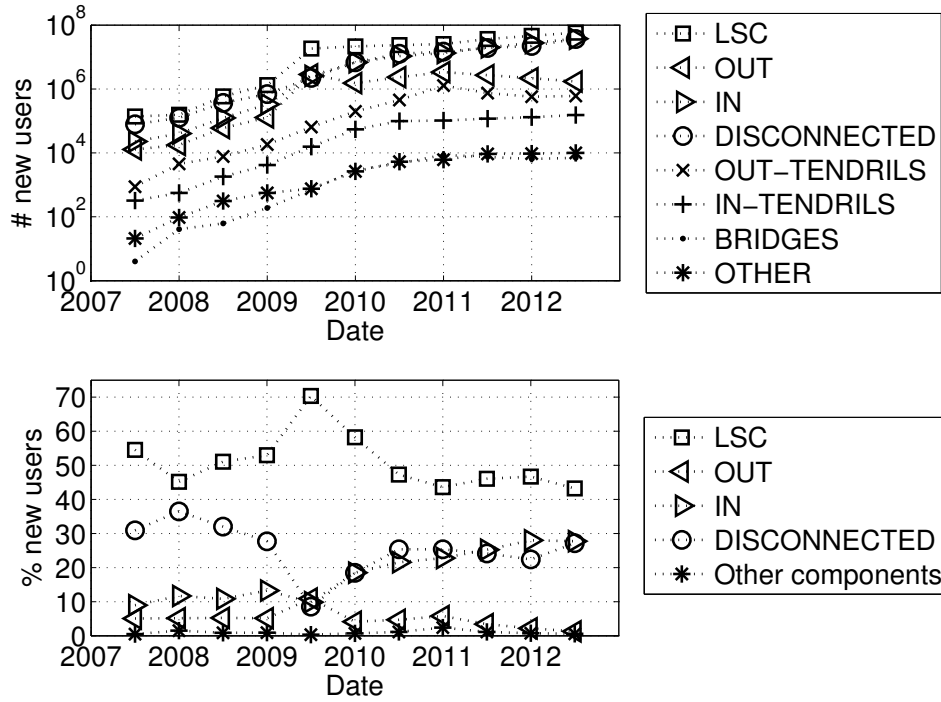 # new users
10^8
10^6
10^4
10^2
10^0
2007 2008 2009 2010 2011 2012
Date
LSC
OUT
IN
DISCONNECTED
OUT-TENDRILS
IN-TENDRILS
BRIDGES
OTHER
% new users
70
60
50
40
30
20
10
0
2007 2008 2009 2010 2011 2012
Date
LSC
OUT
IN
DISCONNECTED
Other components